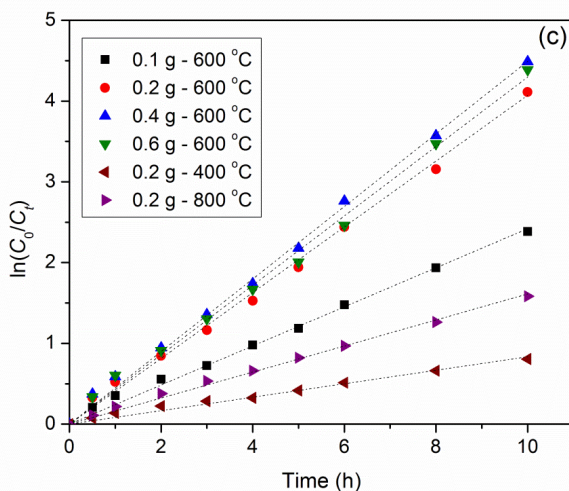 (c)
0.1 g - 600 °C
0.2 g - 600 °C
0.4 g - 600 °C
0.6 g - 600 °C
0.2 g - 400 °C
0.2 g - 800 °C
ln(C₀/Cₜ)
5
4
3
2
1
0
0 2 4 6 8 10
Time (h)